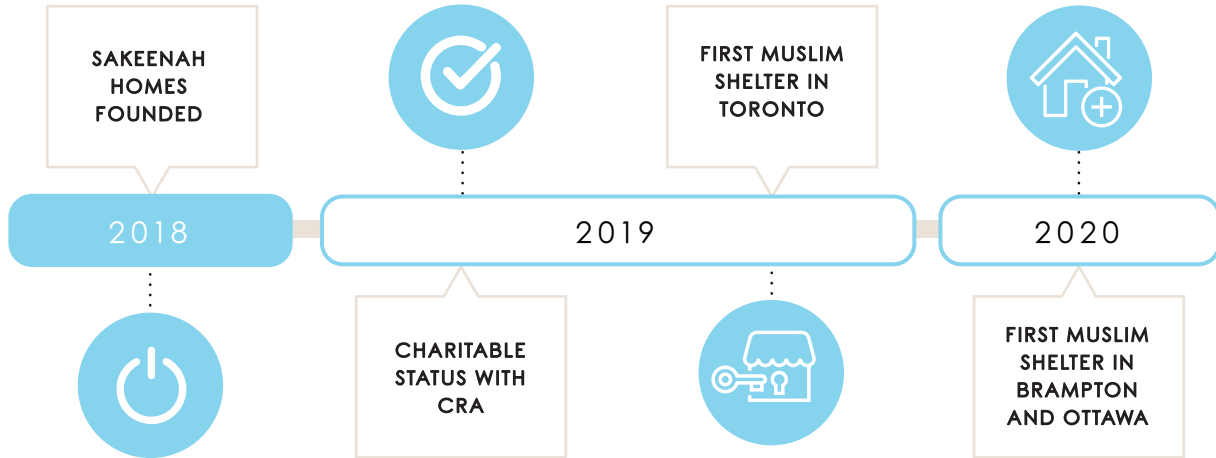 SAKEENAH
HOMES
FOUNDED
FIRST MUSLIM
SHELTER IN
TORONTO
2018
2019
2020
CHARITABLE
STATUS WITH
CRA
FIRST MUSLIM
SHELTER IN
BRAMPTON
AND OTTAWA